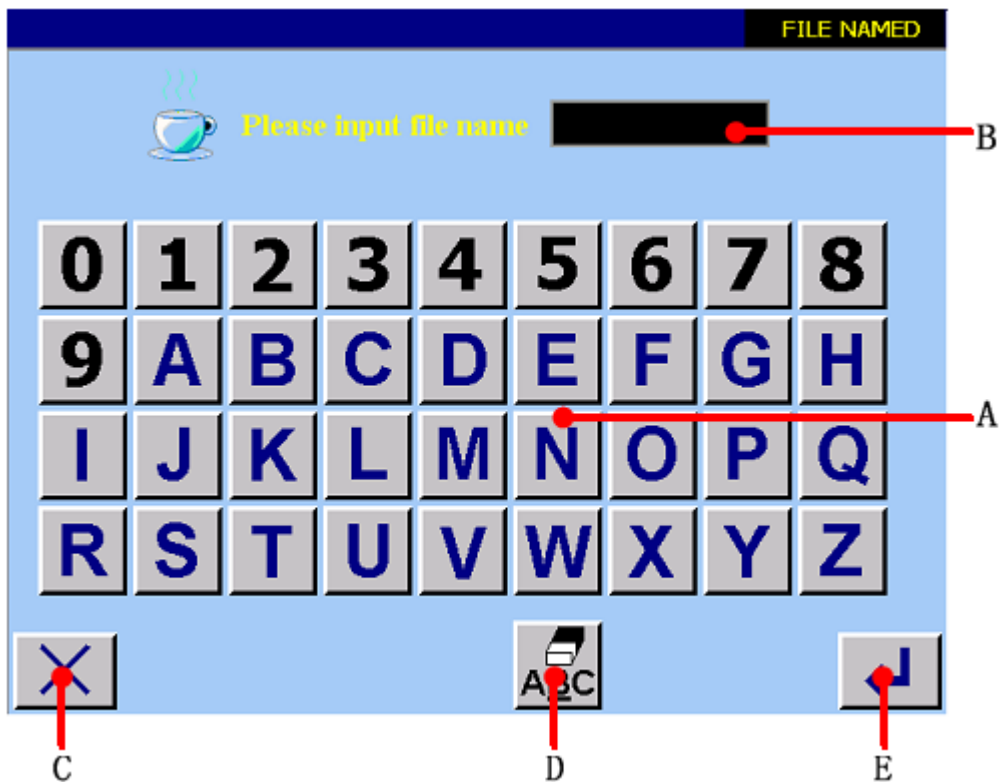 FILE NAMED
Please input file name
B
0 1 2 3 4 5 6 7 8
9 A B C D E F G H
A
I J K L M N O P Q
R S T U V W X Y Z
ABC
C D E